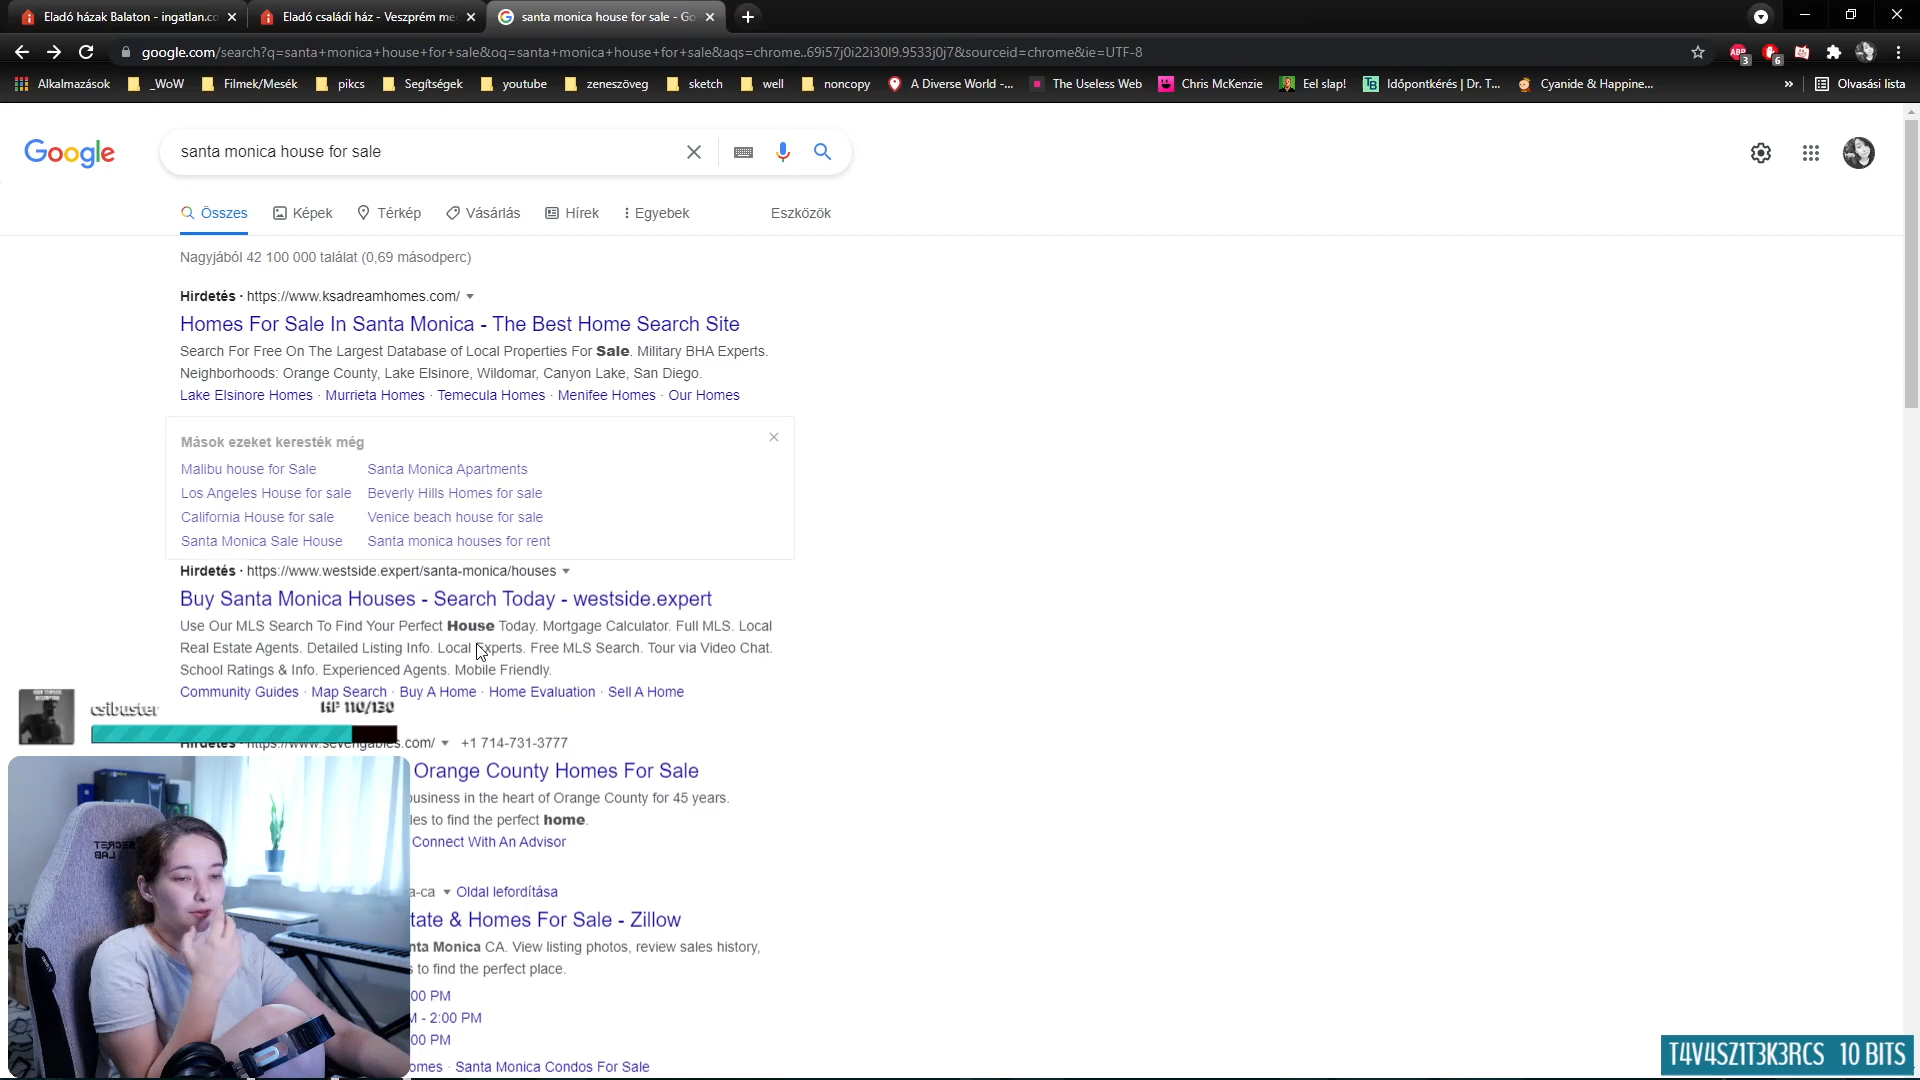 Eladó házak Balaton - ingatlan.co
Eladó családi ház - Veszprém me
santa monica house for sale - Go
google.com/search?q=santa+monica+house+for+sale&oq=santa+monica+house+for+sale&aqs=chrome..69i57j0i22i30l9.9533j0j7&sourceid=chrome&ie=UTF-8
3
6
Alkalmazások
_WoW
Filmek/Mesék
pikcs
Segítségek
youtube
zeneszöveg
sketch
well
noncopy
A Diverse World -...
The Useless Web
Chris McKenzie
Eel slap!
Időpontkérés | Dr. T...
Cyanide & Happine...
»
Olvasási lista
Google
santa monica house for sale
Összes
Képek
Térkép
Vásárlás
Hírek
Egyebek
Eszközök
Nagyjából 42 100 000 találat (0,69 másodperc)
Hirdetés · https://www.ksadreamhomes.com/
Homes For Sale In Santa Monica - The Best Home Search Site
Search For Free On The Largest Database of Local Properties For Sale. Military BHA Experts.
Neighborhoods: Orange County, Lake Elsinore, Wildomar, Canyon Lake, San Diego.
Lake Elsinore Homes · Murrieta Homes · Temecula Homes · Menifee Homes · Our Homes
Mások ezeket keresték még
Malibu house for Sale
Santa Monica Apartments
Los Angeles House for sale
Beverly Hills Homes for sale
California House for sale
Venice beach house for sale
Santa Monica Sale House
Santa monica houses for rent
Hirdetés · https://www.westside.expert/santa-monica/houses
Buy Santa Monica Houses - Search Today - westside.expert
Use Our MLS Search To Find Your Perfect House Today. Mortgage Calculator. Full MLS. Local
Real Estate Agents. Detailed Listing Info. Local Experts. Free MLS Search. Tour via Video Chat.
School Ratings & Info. Experienced Agents. Mobile Friendly.
Community Guides · Map Search · Buy A Home · Home Evaluation · Sell A Home
csibuster HP 110/130
Hirdetés · https://www.sevengables.com/ +1 714-731-3777
Orange County Homes For Sale
business in the heart of Orange County for 45 years.
les to find the perfect home.
Connect With An Advisor
a-ca Oldal lefordítása
tate & Homes For Sale - Zillow
nta Monica CA. View listing photos, review sales history,
s to find the perfect place.
00 PM
M - 2:00 PM
00 PM
omes · Santa Monica Condos For Sale
SECRET
LAB
T4V4SZ1T3K3RCS 10 BITS